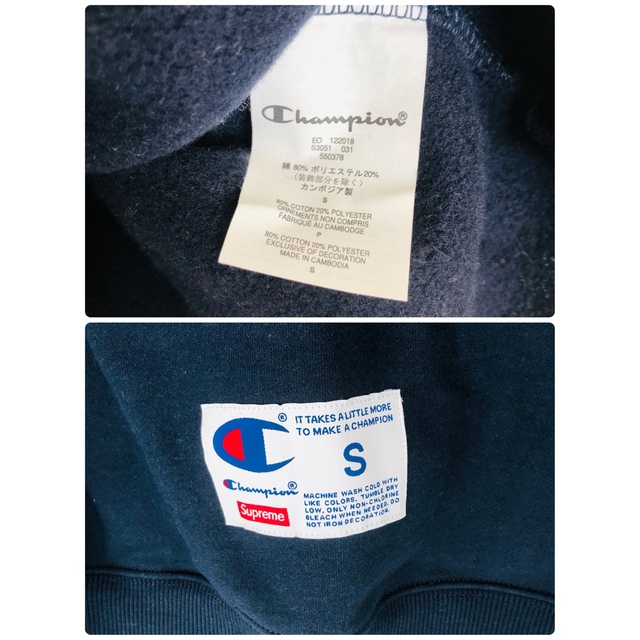 Champion®
EO 122018
S3051 031
550378
綿 80% ポリエステル 20%
(装飾部分を除く)
カンボジア製
S
80% COTTON 20% POLYESTER
ORNEMENTS NON COMPRIS
FABRIQUÉ AU CAMBODGE
P
80% COTTON 20% POLYESTER
EXCLUSIVE OF DECORATION
MADE IN CAMBODIA
S
®
IT TAKES A LITTLE MORE
TO MAKE A CHAMPION
S
Champion®
Supreme
MACHINE WASH COLD WITH
LIKE COLORS, TUMBLE DRY
LOW, ONLY NON-CHLORINE
BLEACH WHEN NEEDED. DO
NOT IRON DECORATION.